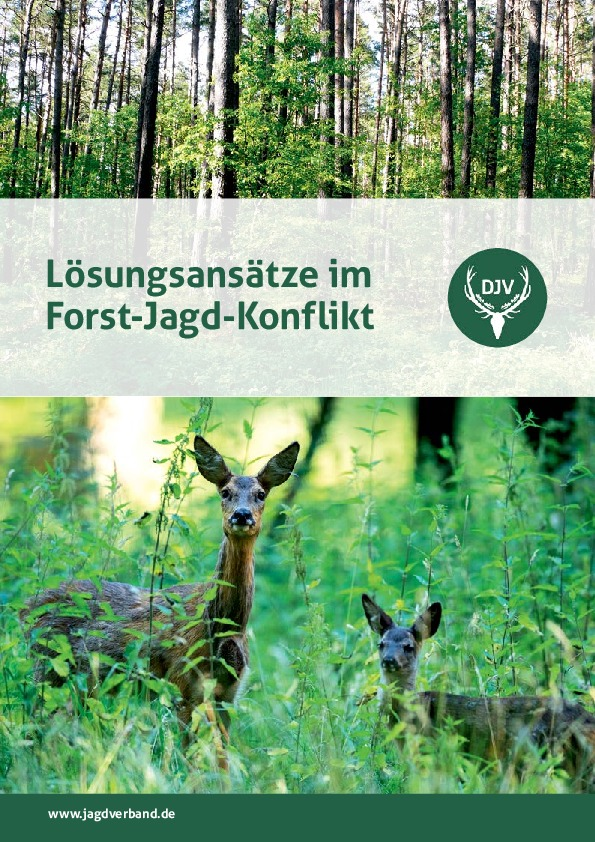 Lösungsansätze im
Forst-Jagd-Konflikt
DJV
www.jagdverband.de